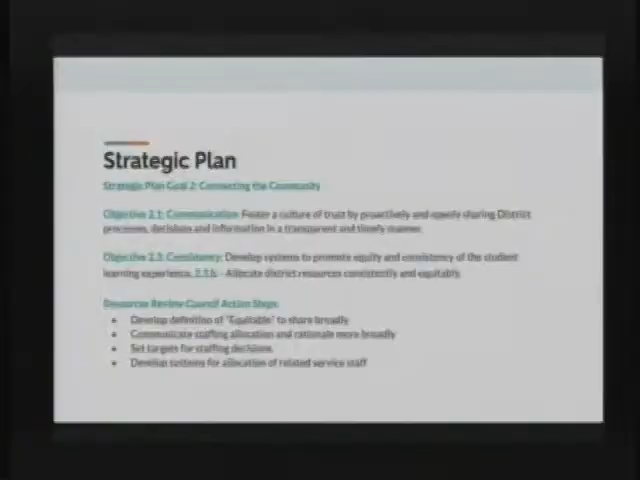 Strategic Plan
Strategic Plan Goal 2: Connecting the Community
Objective 2.1: Communication: Foster a culture of trust by proactively and openly sharing District
processes, decisions and information in a transparent and timely manner.
Objective 2.3: Consistency: Develop systems to promote equity and consistency of the student
learning experience. 2.3.b - Allocate district resources consistently and equitably.
Resources Review Council Action Steps:
• Develop definition of "Equitable" to share broadly
• Communicate staffing allocation and rationale more broadly
• Set targets for staffing decisions
• Develop systems for allocation of related service staff